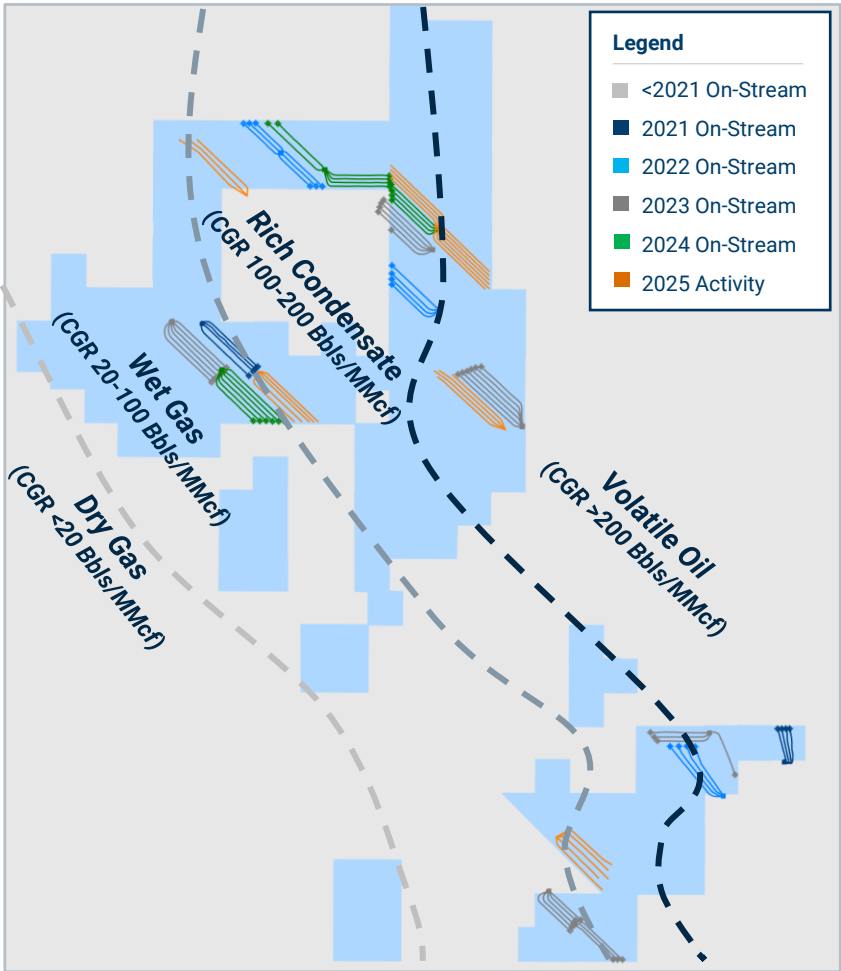 Legend
<2021 On-Stream
2021 On-Stream
2022 On-Stream
2023 On-Stream
2024 On-Stream
2025 Activity
Rich Condensate
(CGR 100-200 Bbls/MMcf)
Wet Gas
(CGR 20-100 Bbls/MMcf)
Dry Gas
(CGR <20 Bbls/MMcf)
Volatile Oil
(CGR >200 Bbls/MMcf)